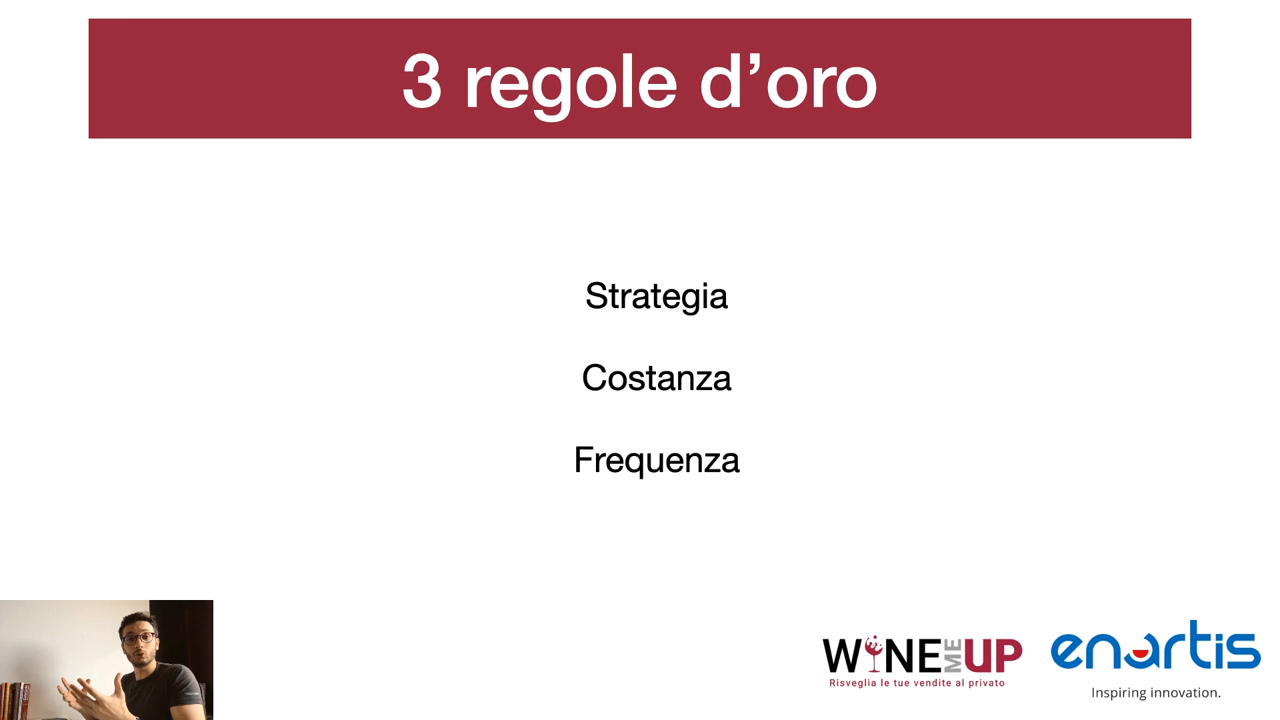 3 regole d’oro
Strategia
Costanza
Frequenza
WINE ME UP
Risveglia le tue vendite al privato
enartis
Inspiring innovation.